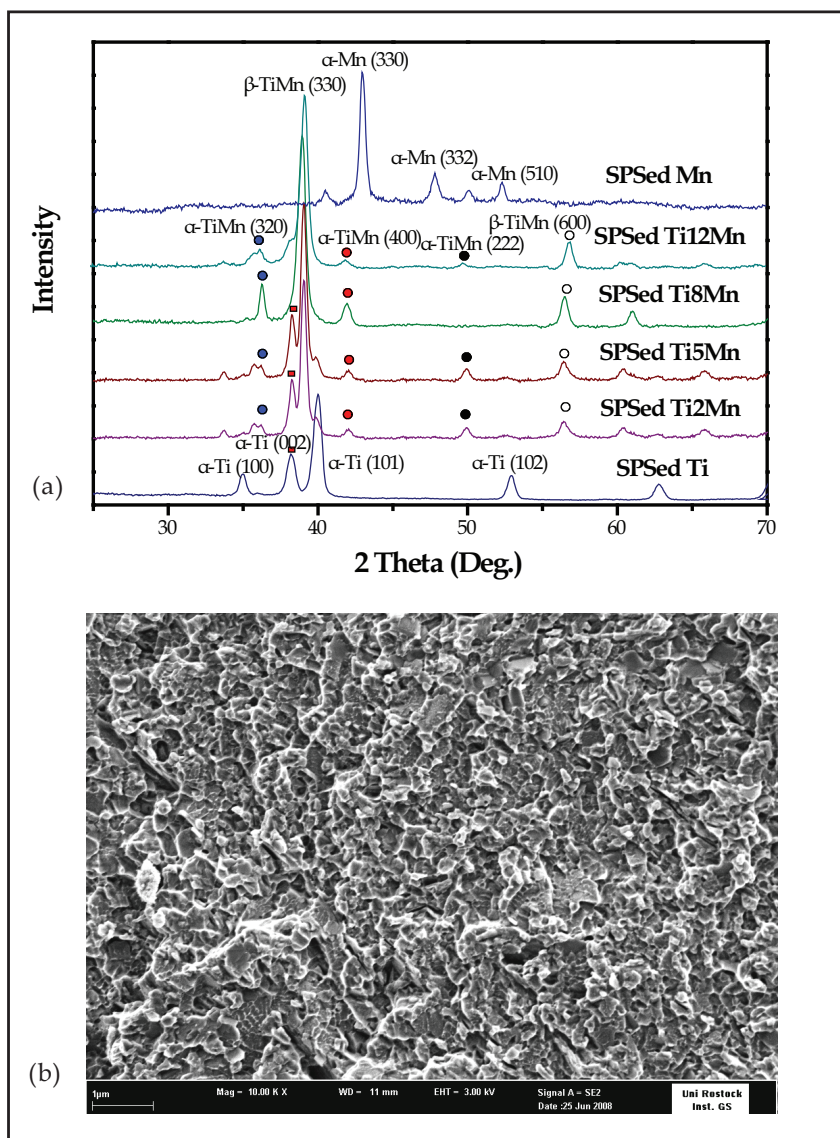 α-Mn (330)
β-TiMn (330)
α-Mn (332)
α-Mn (510)
SPSed Mn
α-TiMn (320)
α-TiMn (400)
α-TiMn (222)
β-TiMn (600)
SPSed Ti12Mn
SPSed Ti8Mn
SPSed Ti5Mn
SPSed Ti2Mn
α-Ti (100)
α-Ti (002)
α-Ti (101)
α-Ti (102)
SPSed Ti
Intensity
(a)
30 40 50 60 70
2 Theta (Deg.)
(b)
1µm
Mag = 10.00 K X
WD = 11 mm
EHT = 3.00 kV
Signal A = SE2
Date :25 Jun 2008
Uni Rostock
Inst. GS